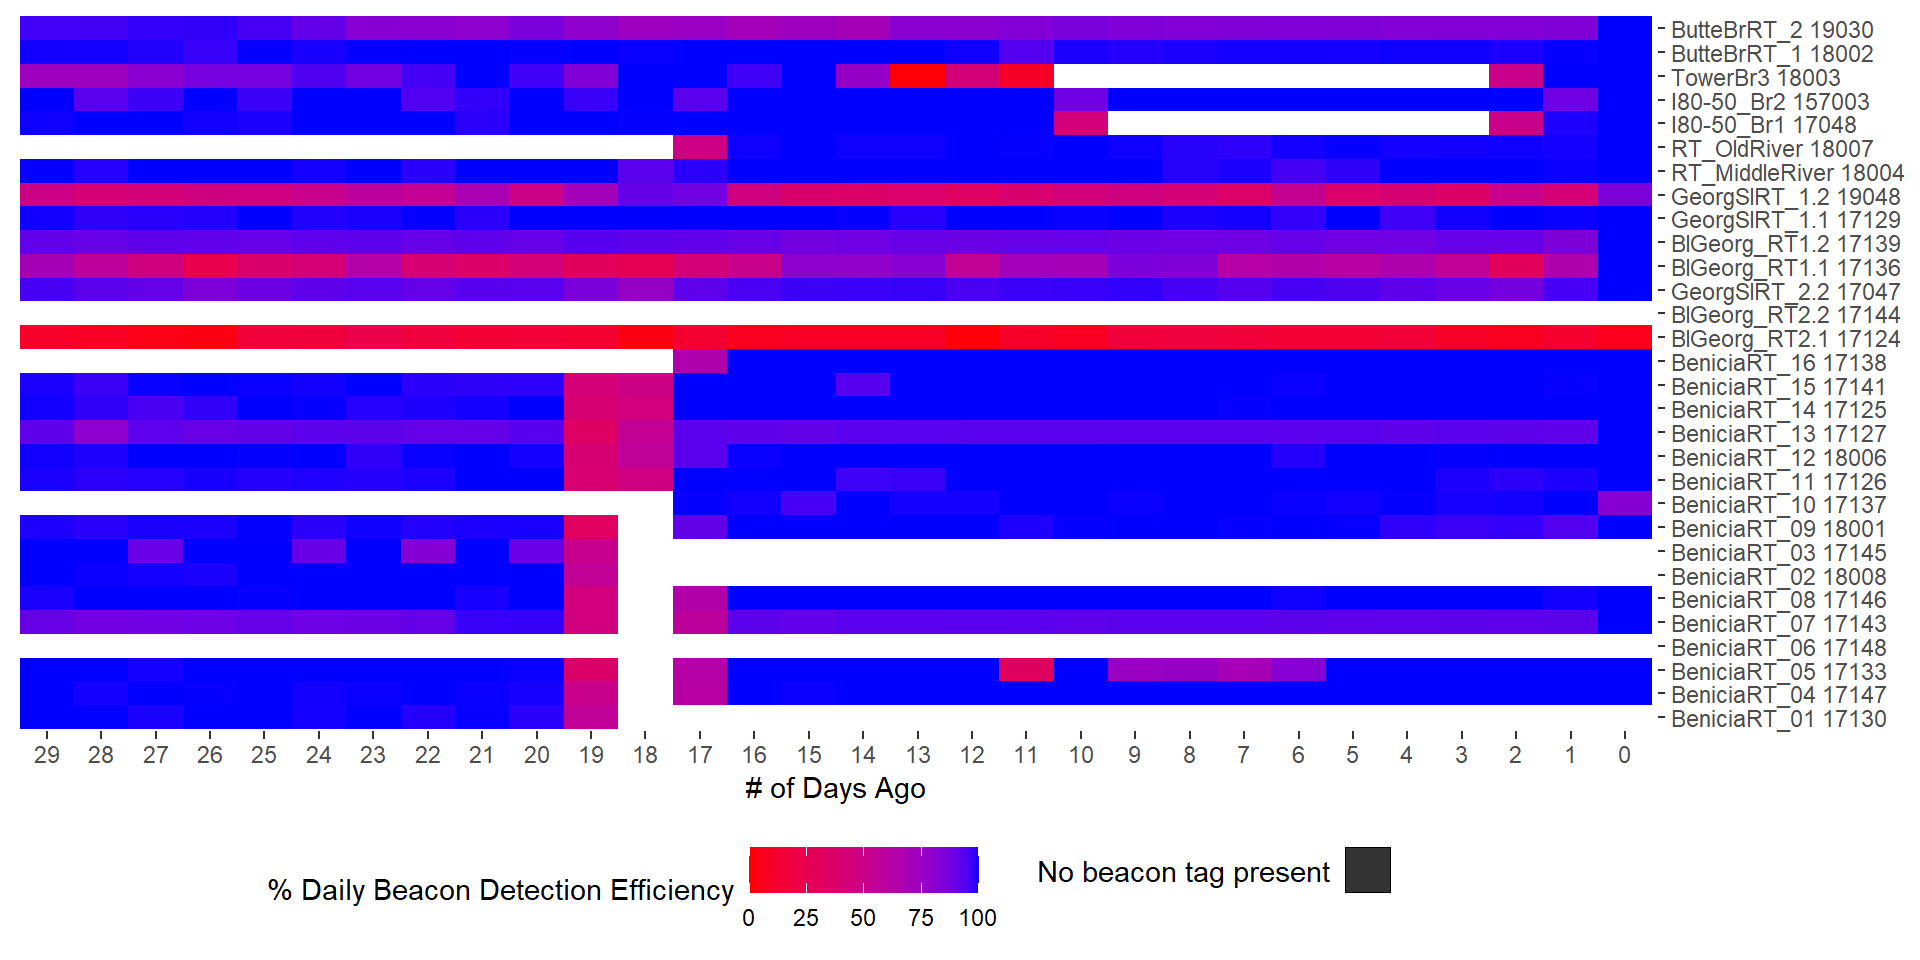 ButteBrRT_2 19030
ButteBrRT_1 18002
TowerBr3 18003
I80-50_Br2 157003
I80-50_Br1 17048
RT_OldRiver 18007
RT_MiddleRiver 18004
GeorgSlRT_1.2 19048
GeorgSlRT_1.1 17129
BlGeorg_RT1.2 17139
BlGeorg_RT1.1 17136
GeorgSlRT_2.2 17047
BlGeorg_RT2.2 17144
BlGeorg_RT2.1 17124
BeniciaRT_16 17138
BeniciaRT_15 17141
BeniciaRT_14 17125
BeniciaRT_13 17127
BeniciaRT_12 18006
BeniciaRT_11 17126
BeniciaRT_10 17137
BeniciaRT_09 18001
BeniciaRT_03 17145
BeniciaRT_02 18008
BeniciaRT_08 17146
BeniciaRT_07 17143
BeniciaRT_06 17148
BeniciaRT_05 17133
BeniciaRT_04 17147
BeniciaRT_01 17130
29 28 27 26 25 24 23 22 21 20 19 18 17 16 15 14 13 12 11 10 9 8 7 6 5 4 3 2 1 0
# of Days Ago
% Daily Beacon Detection Efficiency
0 25 50 75 100
No beacon tag present